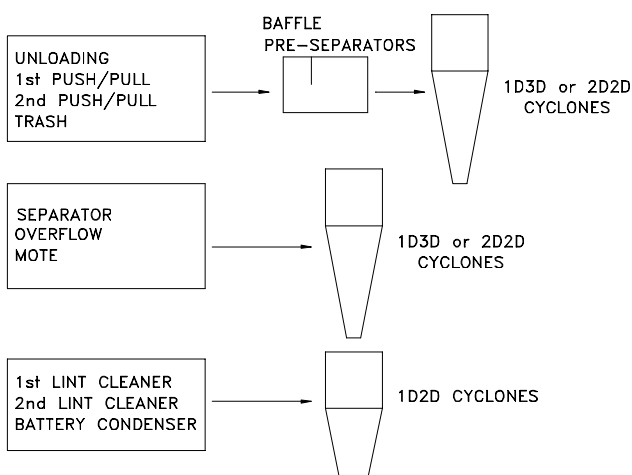 UNLOADING
1st PUSH/PULL
2nd PUSH/PULL
TRASH
BAFFLE
PRE-SEPARATORS
1D3D or 2D2D
CYCLONES
SEPARATOR
OVERFLOW
MOTE
1D3D or 2D2D
CYCLONES
1st LINT CLEANER
2nd LINT CLEANER
BATTERY CONDENSER
1D2D CYCLONES